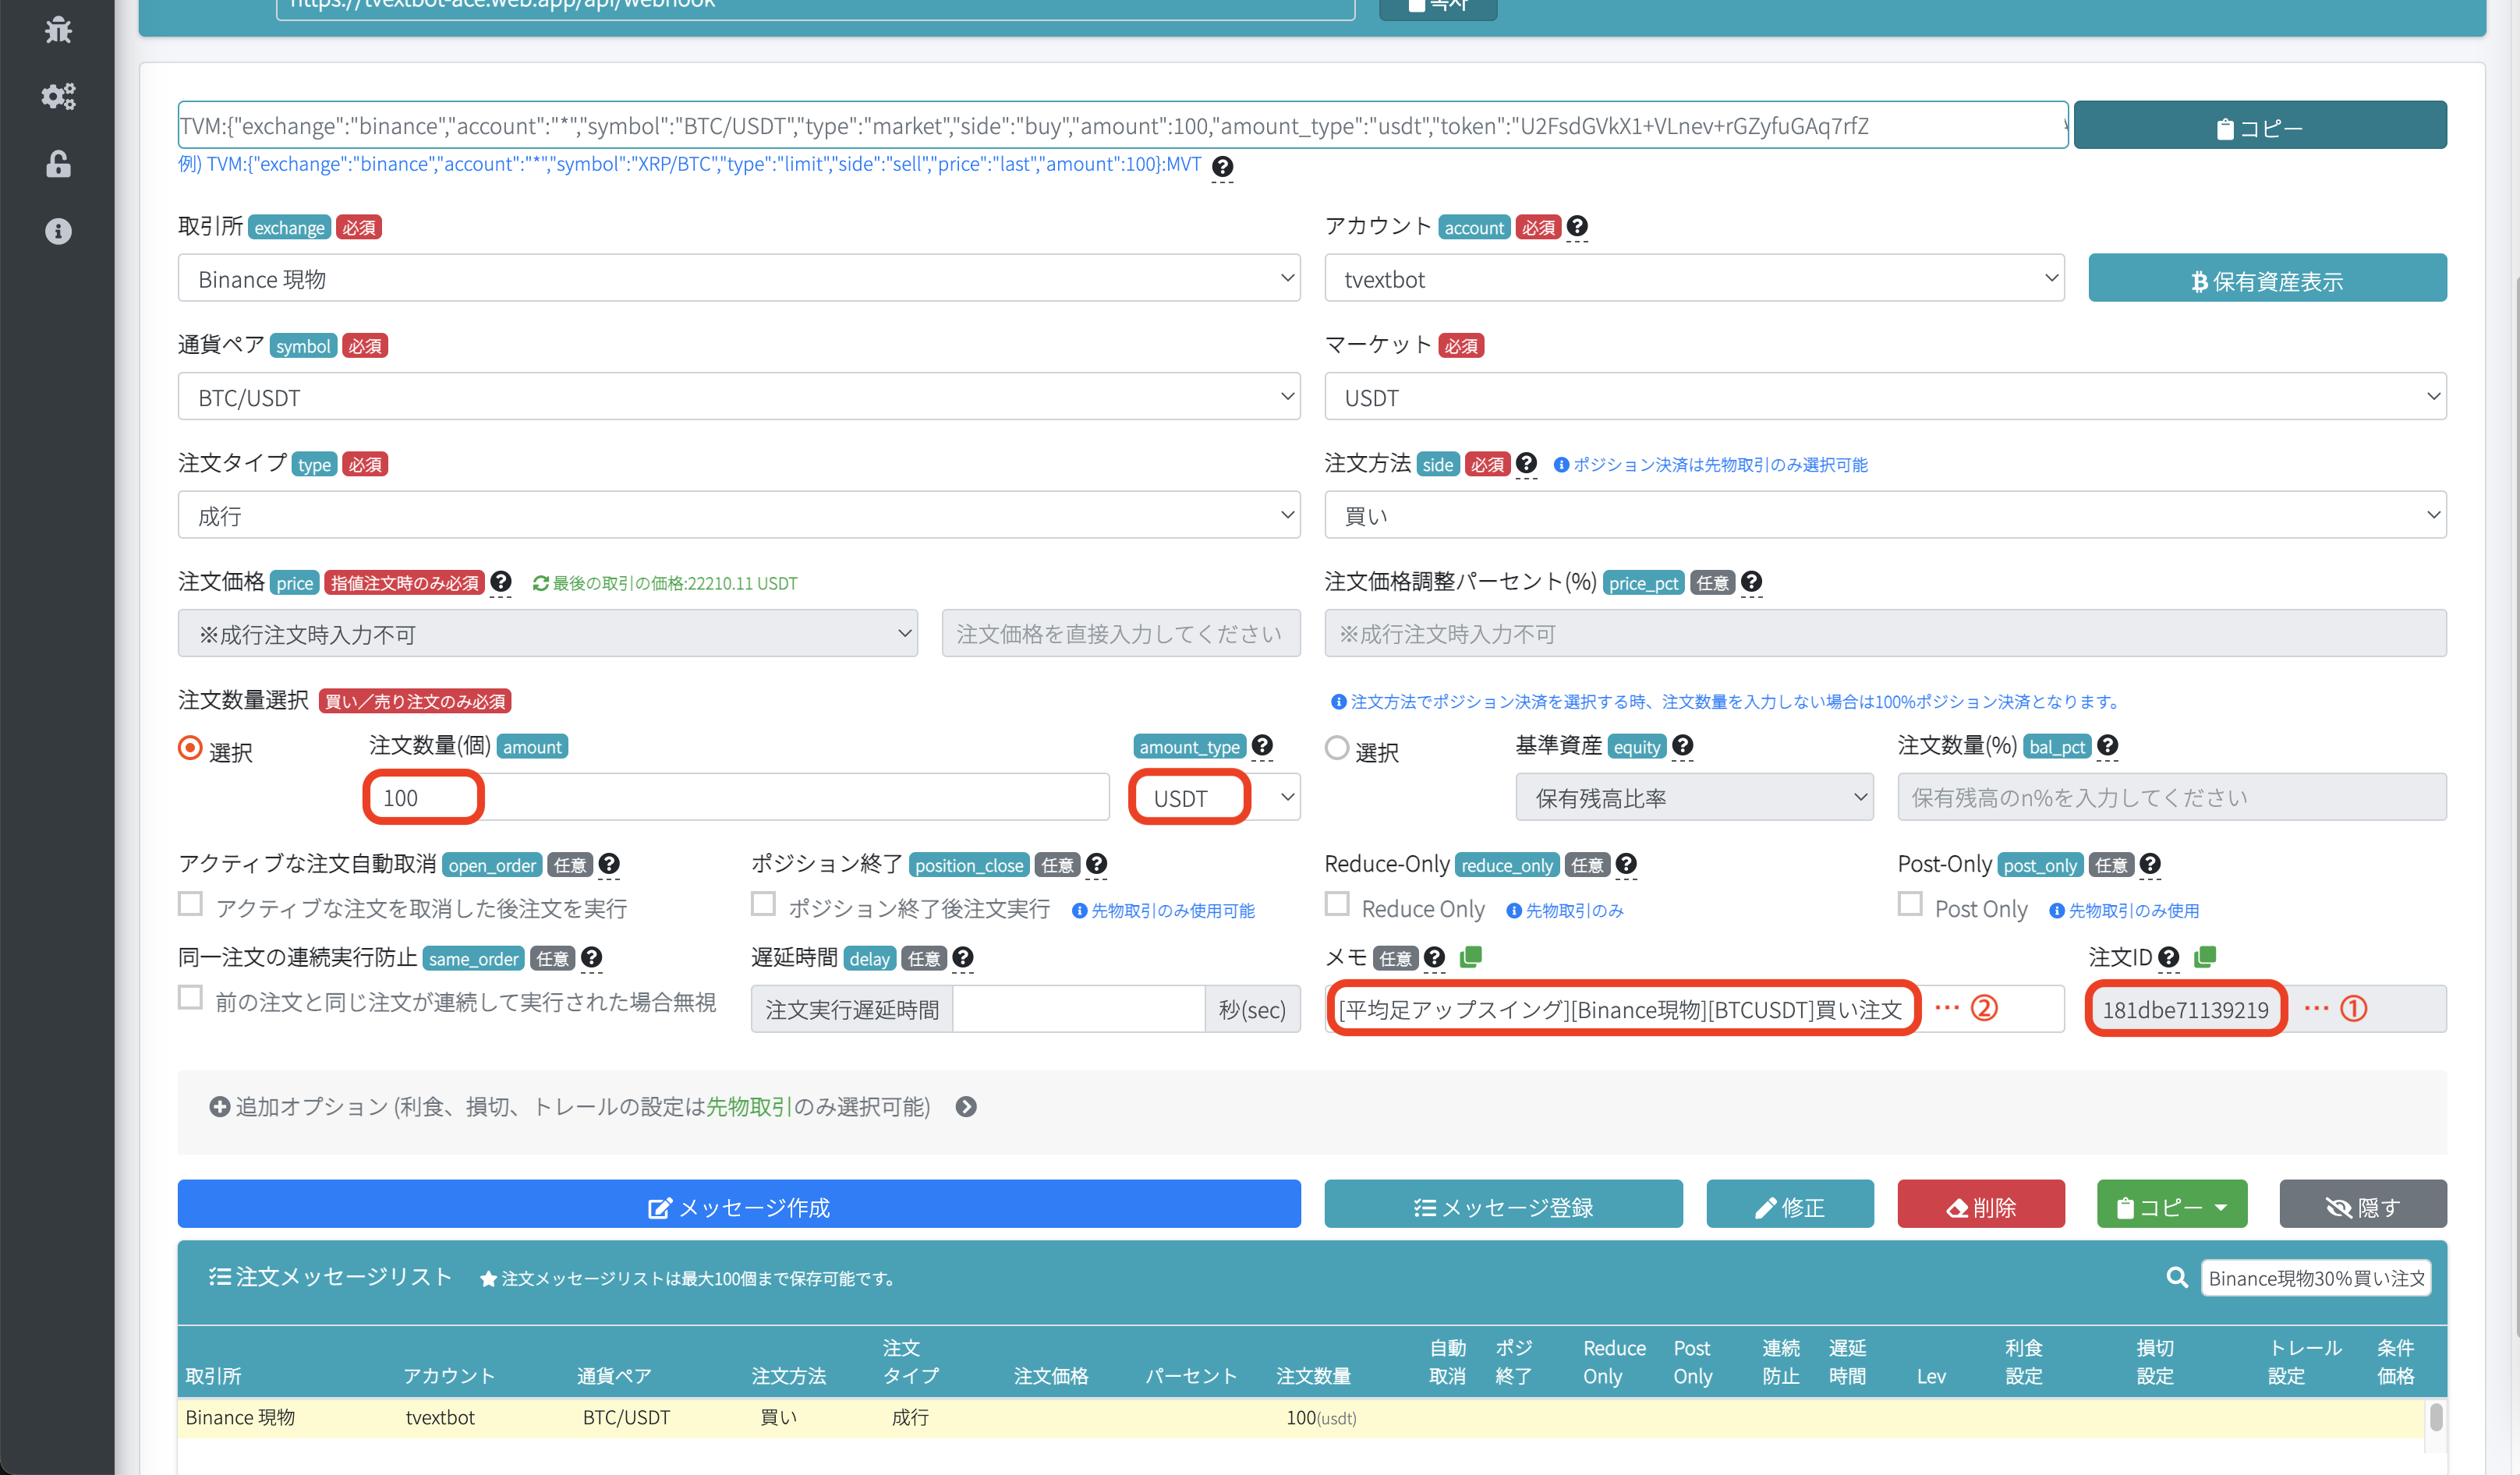 https://tvextbot-ace.web.app/api/webhook
복사
TVM:{"exchange":"binance","account":"*","symbol":"BTC/USDT","type":"market","side":"buy","amount":100,"amount_type":"usdt","token":"U2FsdGVkX1+VLnev+rGZyfuGAq7rfZ
コピー
例) TVM:{"exchange":"binance","account":"*","symbol":"XRP/BTC","type":"limit","side":"sell","price":"last","amount":100}:MVT
取引所 exchange 必須
アカウント account 必須
Binance 現物
tvextbot
保有資産表示
通貨ペア symbol 必須
マーケット 必須
BTC/USDT
USDT
注文タイプ type 必須
注文方法 side 必須 ポジション決済は先物取引のみ選択可能
成行
買い
注文価格 price 指値注文時のみ必須 最後の取引の価格:22210.11 USDT
注文価格調整パーセント(%) price_pct 任意
※成行注文時入力不可
注文価格を直接入力してください
※成行注文時入力不可
注文数量選択 買い/売り注文のみ必須
注文方法でポジション決済を選択する時、注文数量を入力しない場合は100%ポジション決済となります。
選択
注文数量(個) amount
amount_type
選択
基準資産 equity
注文数量(%) bal_pct
100
USDT
保有残高比率
保有残高のn%を入力してください
アクティブな注文自動取消 open_order 任意
ポジション終了 position_close 任意
Reduce-Only reduce_only 任意
Post-Only post_only 任意
アクティブな注文を取消した後注文を実行
ポジション終了後注文実行 先物取引のみ使用可能
Reduce Only 先物取引のみ
Post Only 先物取引のみ使用
同一注文の連続実行防止 same_order 任意
遅延時間 delay 任意
メモ 任意
注文ID
前の注文と同じ注文が連続して実行された場合無視
注文実行遅延時間
秒(sec)
[平均足アップスイング][Binance現物][BTCUSDT]買い注文 … ②
181dbe71139219 … ①
追加オプション (利食、損切、トレールの設定は先物取引のみ選択可能)
メッセージ作成
メッセージ登録
修正
削除
コピー
隠す
注文メッセージリスト ★注文メッセージリストは最大100個まで保存可能です。
Binance現物30%買い注文
取引所
アカウント
通貨ペア
注文方法
注文タイプ
注文価格
パーセント
注文数量
自動取消
ポジ終了
Reduce Only
Post Only
連続防止
遅延時間
Lev
利食設定
損切設定
トレール設定
条件価格
Binance 現物
tvextbot
BTC/USDT
買い
成行
100(usdt)